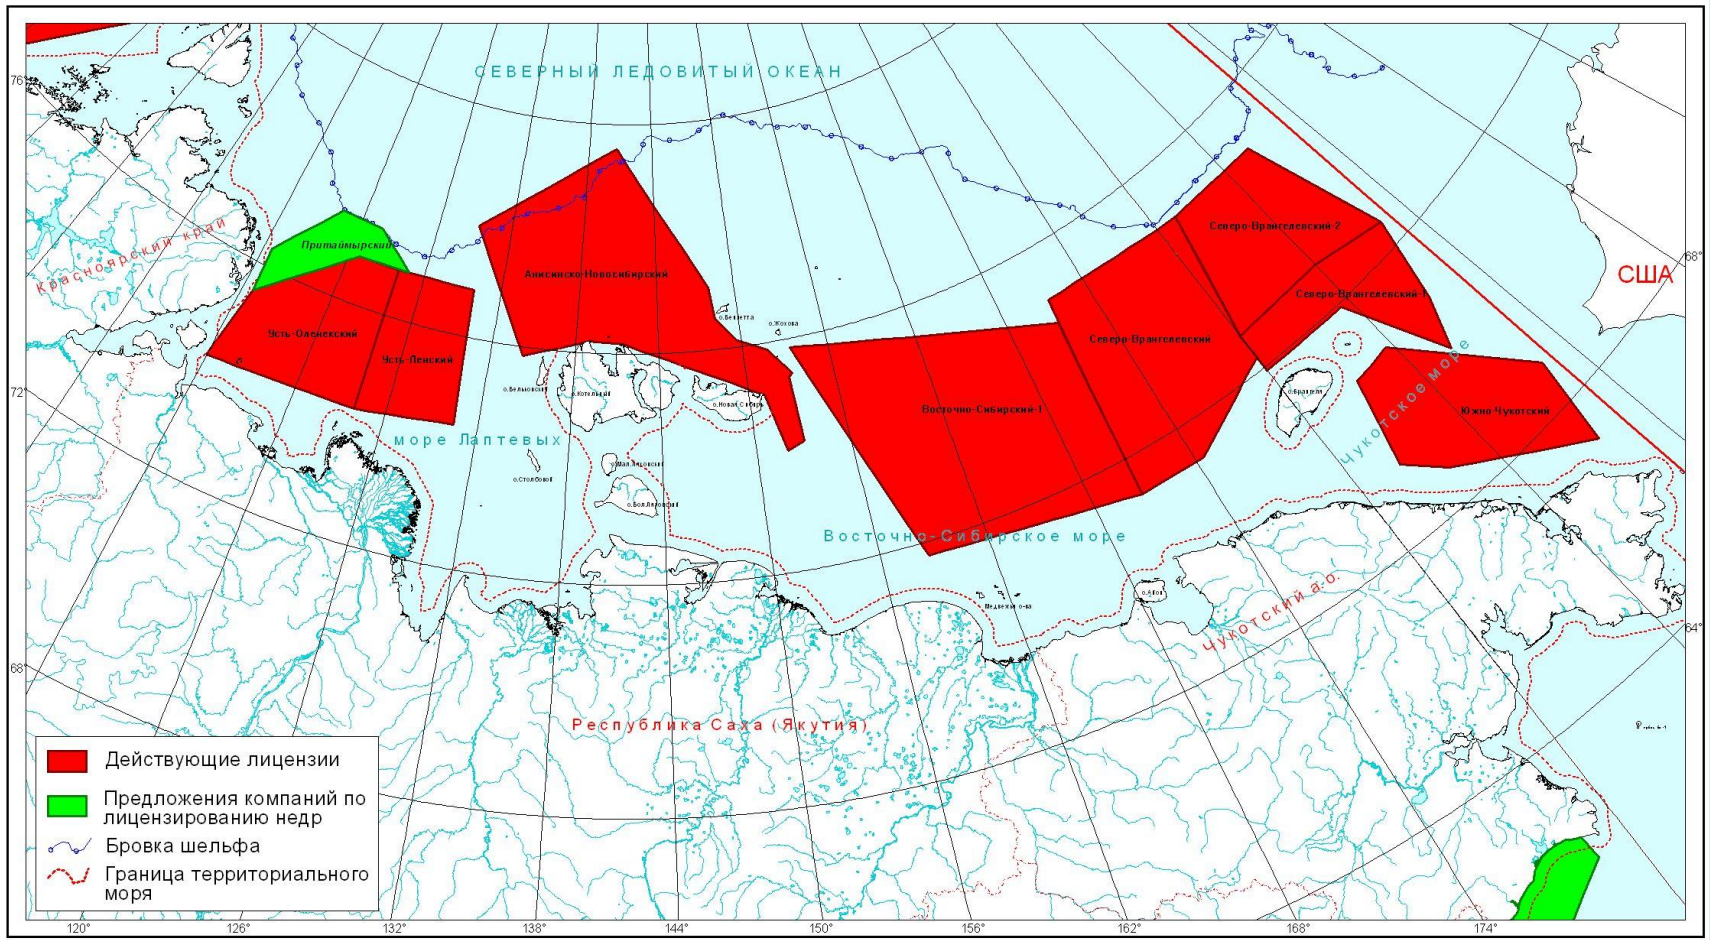 СЕВЕРНЫЙ ЛЕДОВИТЫЙ ОКЕАН
76°
Красноярский край
Притаймырский
Усть-Оленекский
Усть-Ленский
Анисинско-Новосибирский
о.Беннетта
о.Жохова
Северо-Врангелевский-2
Северо-Врангелевский-1
Северо-Врангелевский
Восточно-Сибирский-1
Южно-Чукотский
США
68°
72°
о.Бельковский
о.Котельный
о.Новая Сибирь
о.Врангеля
Чукотское море
море Лаптевых
о.Мал.Ляховский
о.Столбовой
о.Бол.Ляховский
Восточно-Сибирское море
Медвежьи о-ва
о.Айон
Чукотский а.о.
64°
68°
Республика Саха (Якутия)
Действующие лицензии
Предложения компаний по
лицензированию недр
Бровка шельфа
Граница территориального
моря
120°
126°
132°
138°
144°
150°
156°
162°
168°
174°